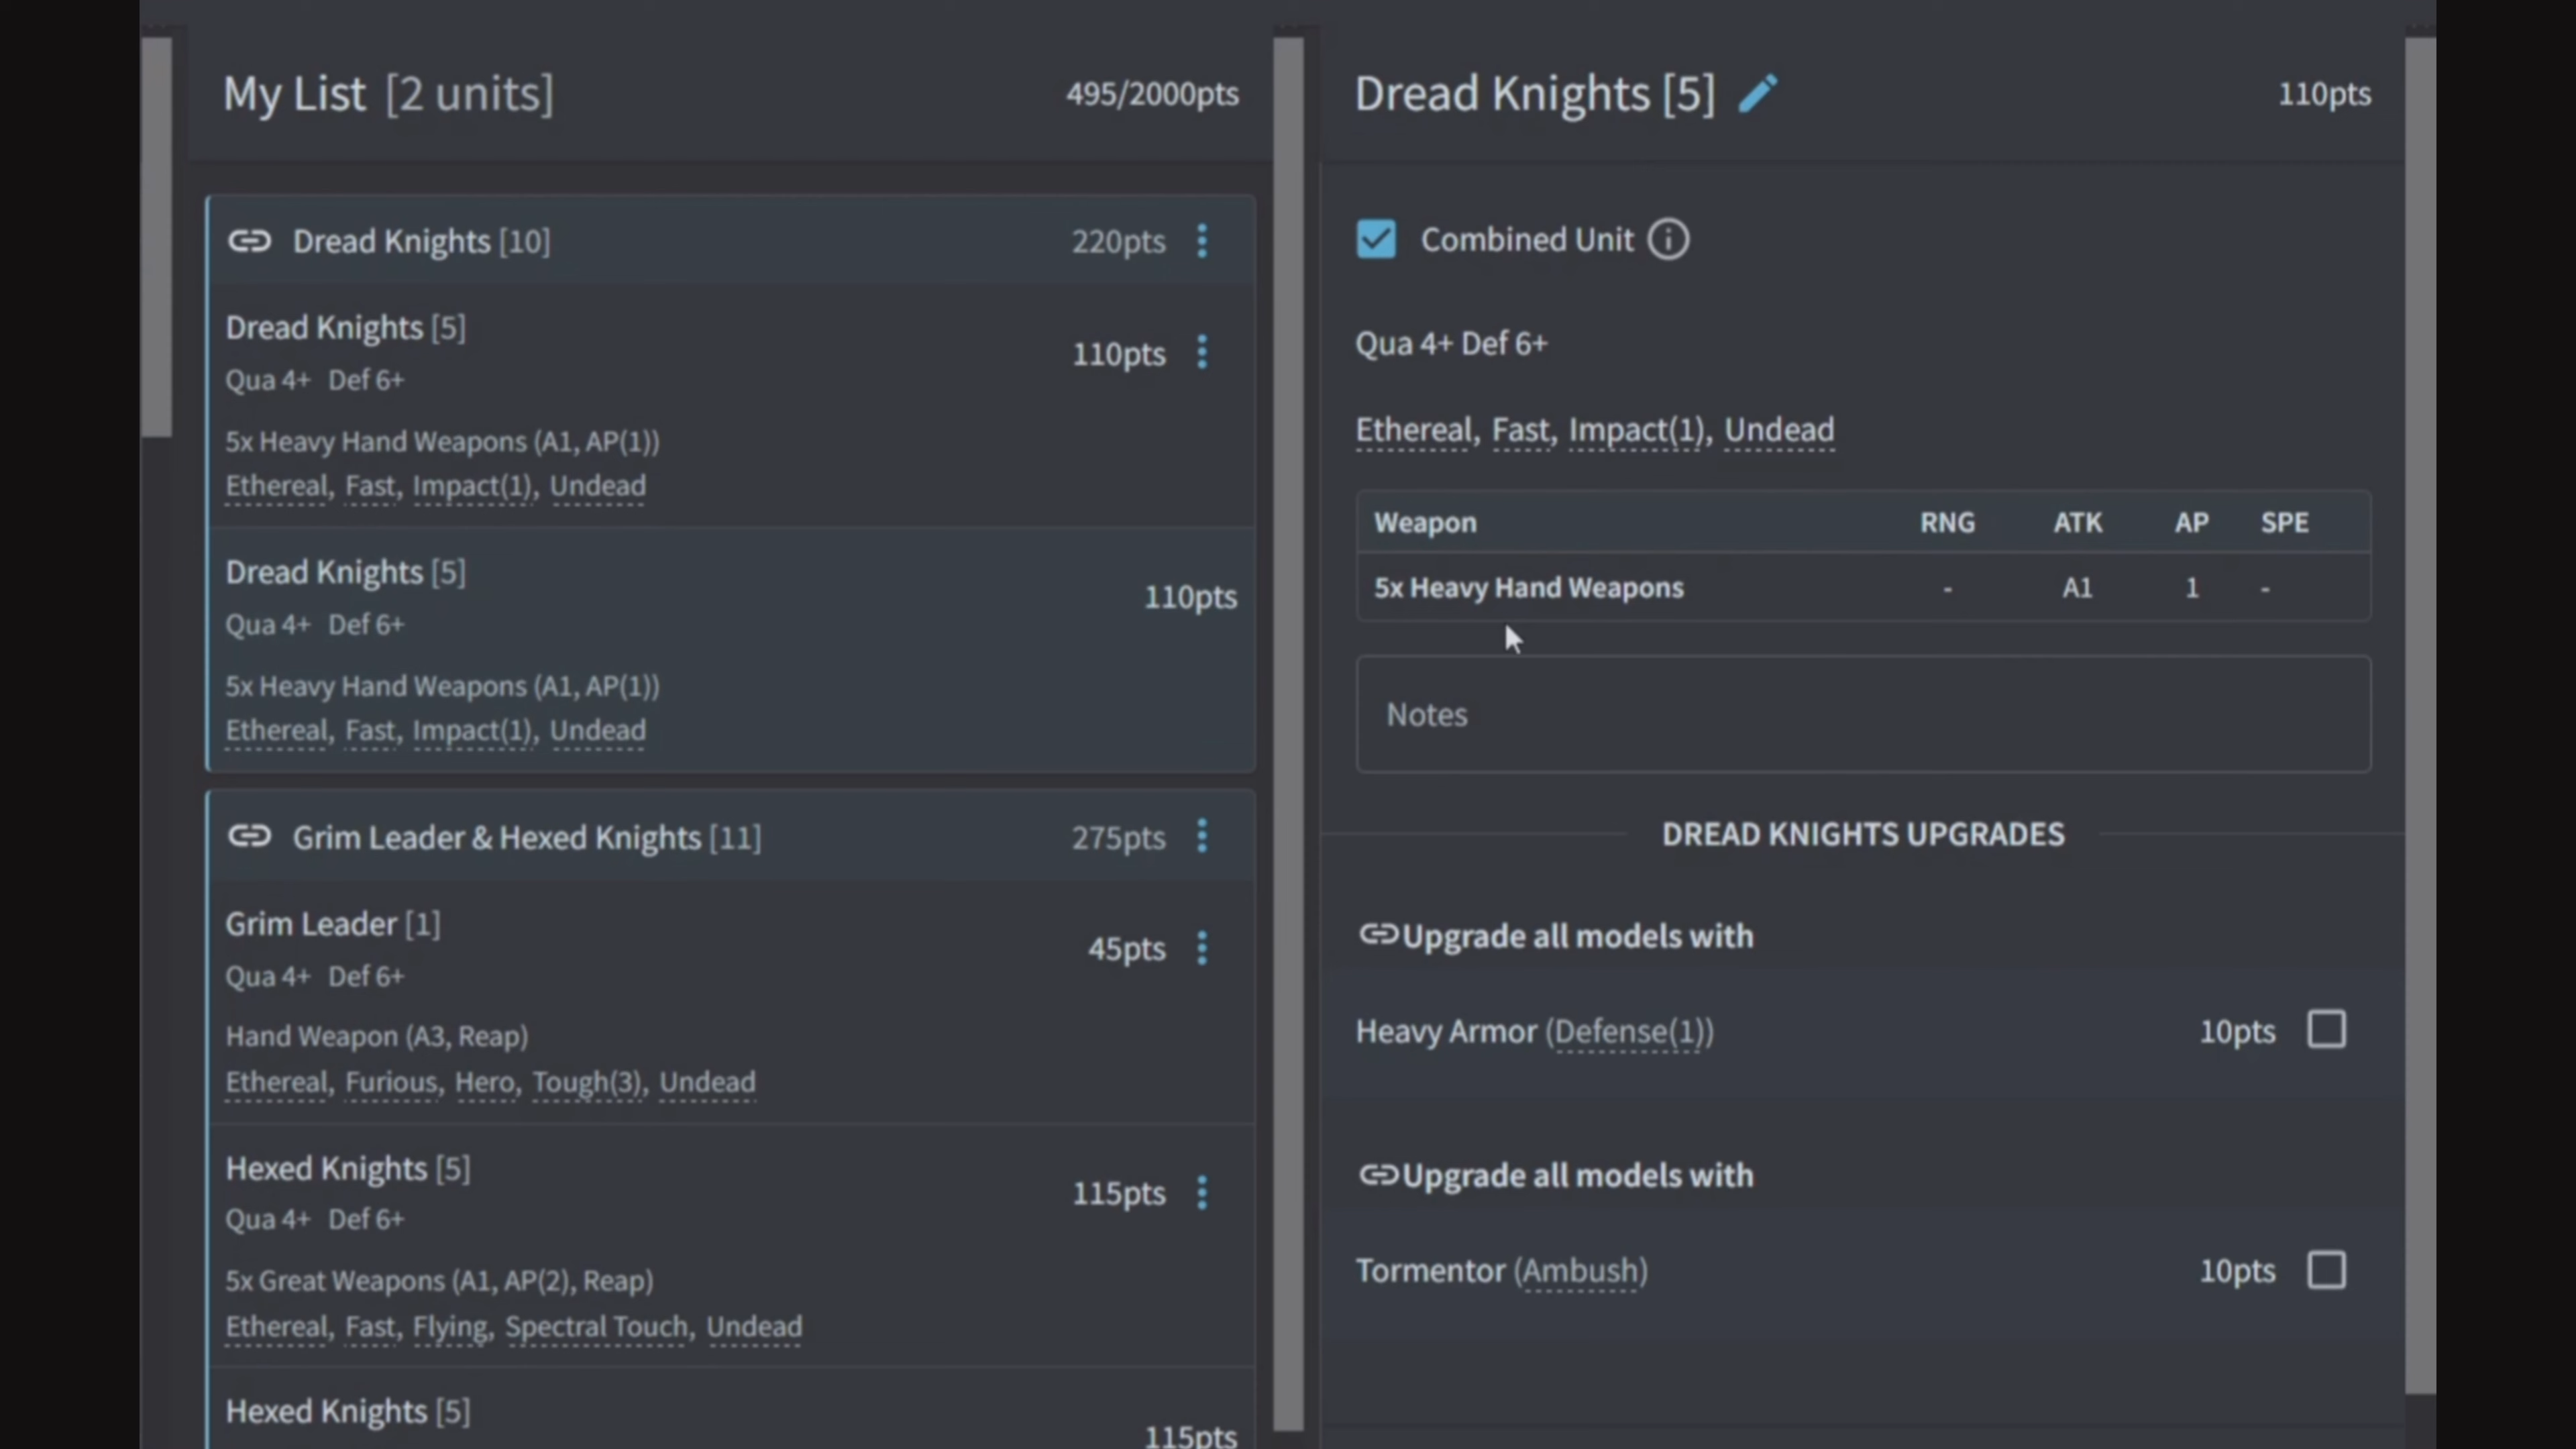 My List [2 units]
495/2000pts
Dread Knights [10]
220pts
Dread Knights [5]
110pts
Qua 4+ Def 6+
5x Heavy Hand Weapons (A1, AP(1))
Ethereal, Fast, Impact(1), Undead
Dread Knights [5]
110pts
Qua 4+ Def 6+
5x Heavy Hand Weapons (A1, AP(1))
Ethereal, Fast, Impact(1), Undead
Grim Leader & Hexed Knights [11]
275pts
Grim Leader [1]
45pts
Qua 4+ Def 6+
Hand Weapon (A3, Reap)
Ethereal, Furious, Hero, Tough(3), Undead
Hexed Knights [5]
115pts
Qua 4+ Def 6+
5x Great Weapons (A1, AP(2), Reap)
Ethereal, Fast, Flying, Spectral Touch, Undead
Hexed Knights [5]
115pts
Dread Knights [5]
110pts
Combined Unit
Qua 4+ Def 6+
Ethereal, Fast, Impact(1), Undead
Weapon RNG ATK AP SPE
5x Heavy Hand Weapons - A1 1 -
Notes
DREAD KNIGHTS UPGRADES
Upgrade all models with
Heavy Armor (Defense(1)) 10pts
Upgrade all models with
Tormentor (Ambush) 10pts